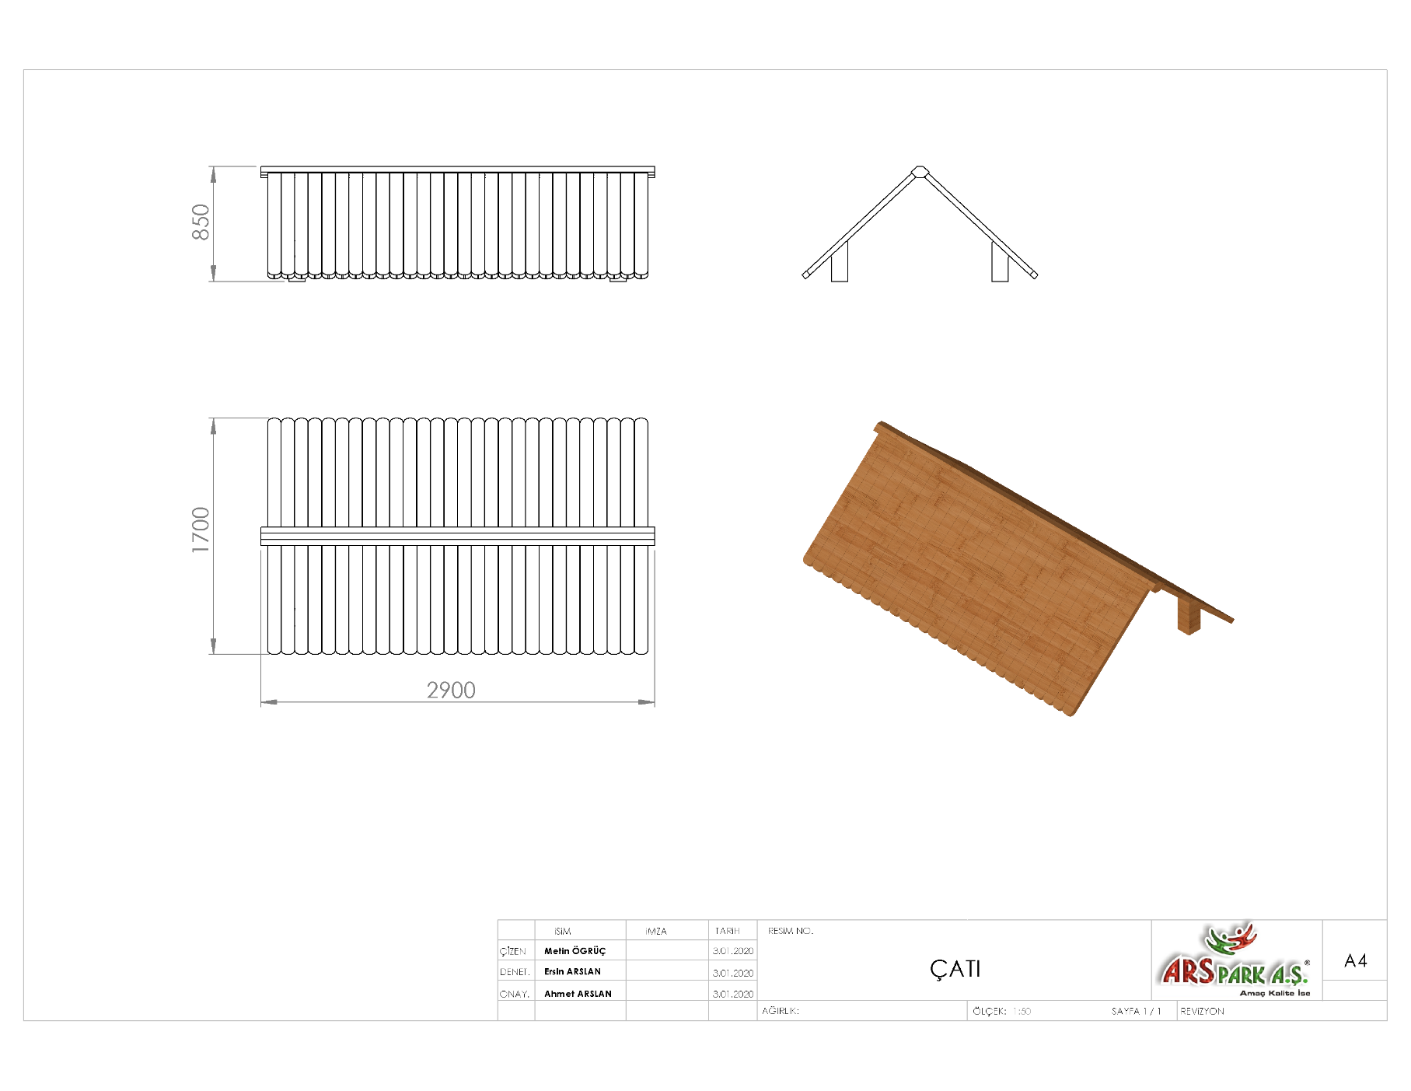 850
1700
2900
İSİM
İMZA
TARİH
RESİM NO.
ÇİZEN
Metin ÖGRÜÇ
3.01.2020
DENET.
Ersin ARSLAN
3.01.2020
ONAY.
Ahmet ARSLAN
3.01.2020
ÇATI
ARSPARK A.Ş.®
Amaç Kalite İse
A4
AĞIRLIK:
ÖLÇEK: 1:50
SAYFA 1 / 1
REVİZYON